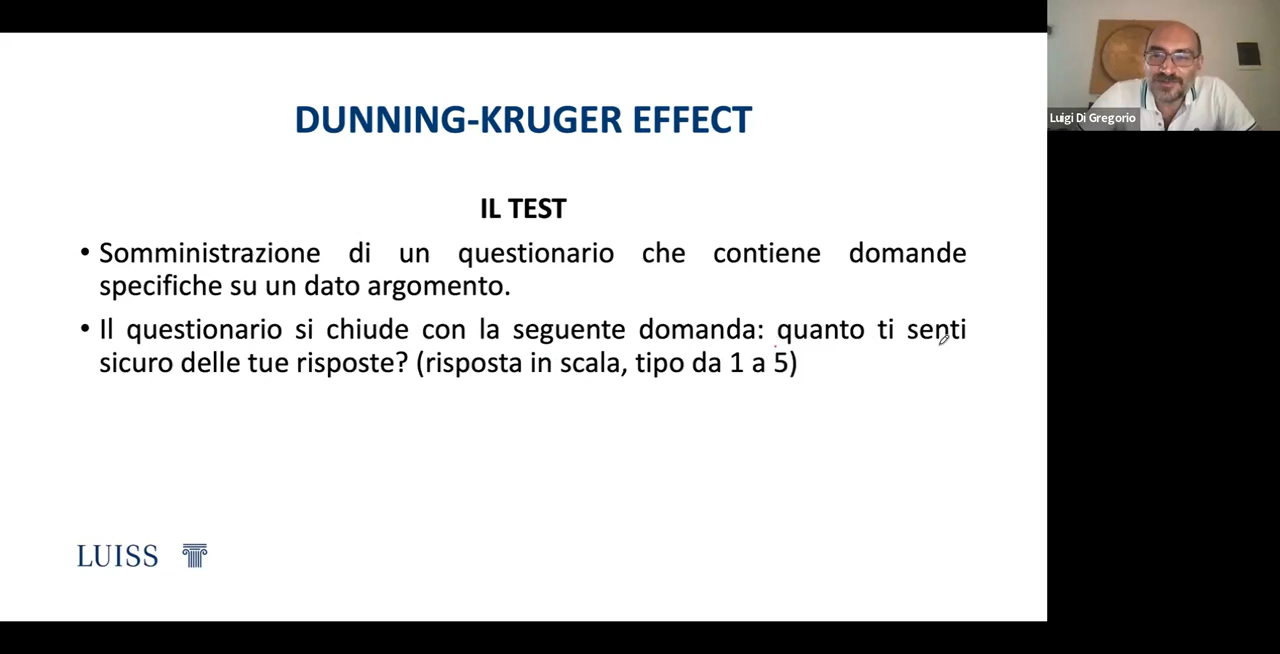 DUNNING-KRUGER EFFECT
IL TEST
• Somministrazione di un questionario che contiene domande
specifiche su un dato argomento.
• Il questionario si chiude con la seguente domanda: quanto ti senti
sicuro delle tue risposte? (risposta in scala, tipo da 1 a 5)
LUISS
Luigi Di Gregorio